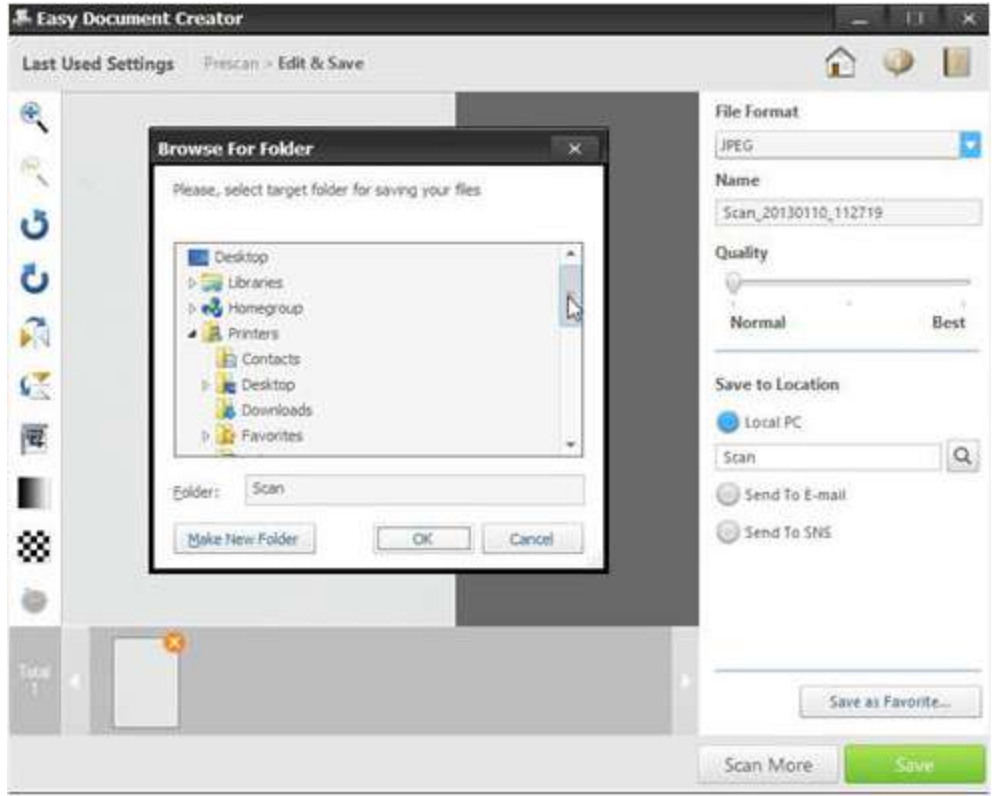 Easy Document Creator
Last Used Settings Prescan > Edit & Save
Browse For Folder
Please, select target folder for saving your files
Desktop
Libraries
Homegroup
Printers
Contacts
Desktop
Downloads
Favorites
Folder: Scan
Make New Folder OK Cancel
File Format
JPEG
Name
Scan_20130110_112719
Quality
Normal Best
Save to Location
Local PC
Scan
Send To E-mail
Send To SNS
Total
1
Save as Favorite...
Scan More Save